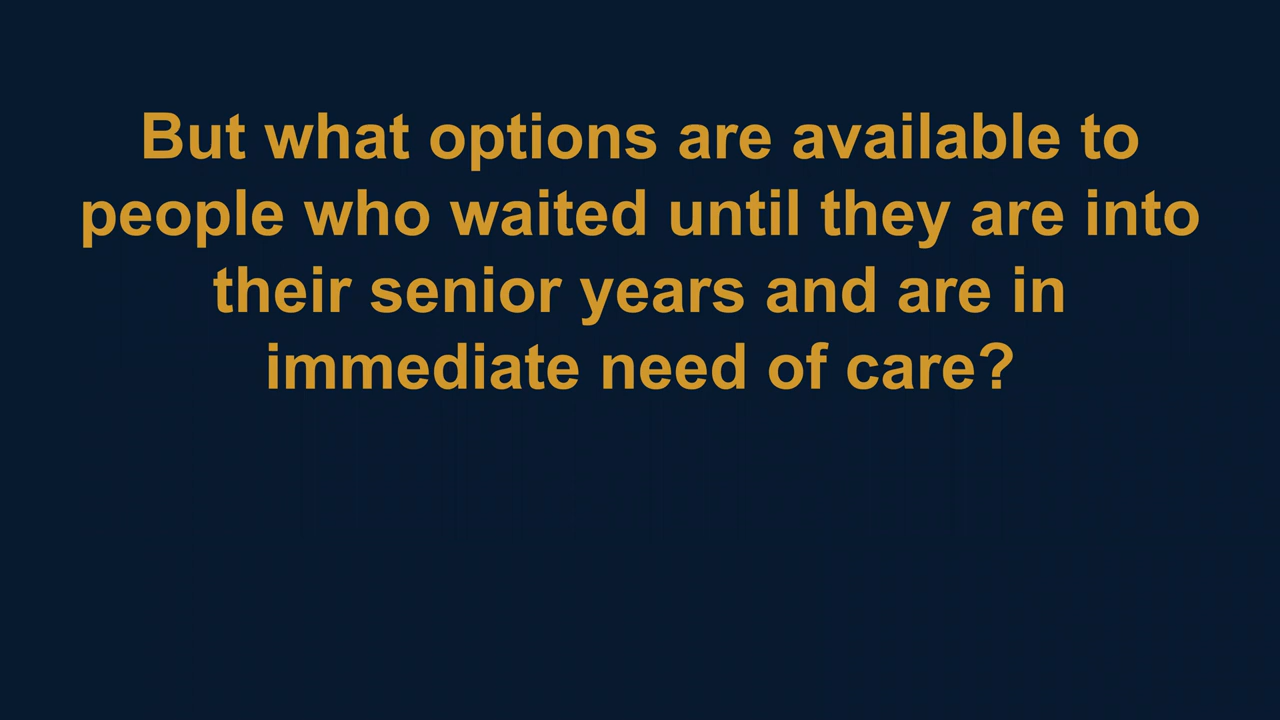 But what options are available to
people who waited until they are into
their senior years and are in
immediate need of care?